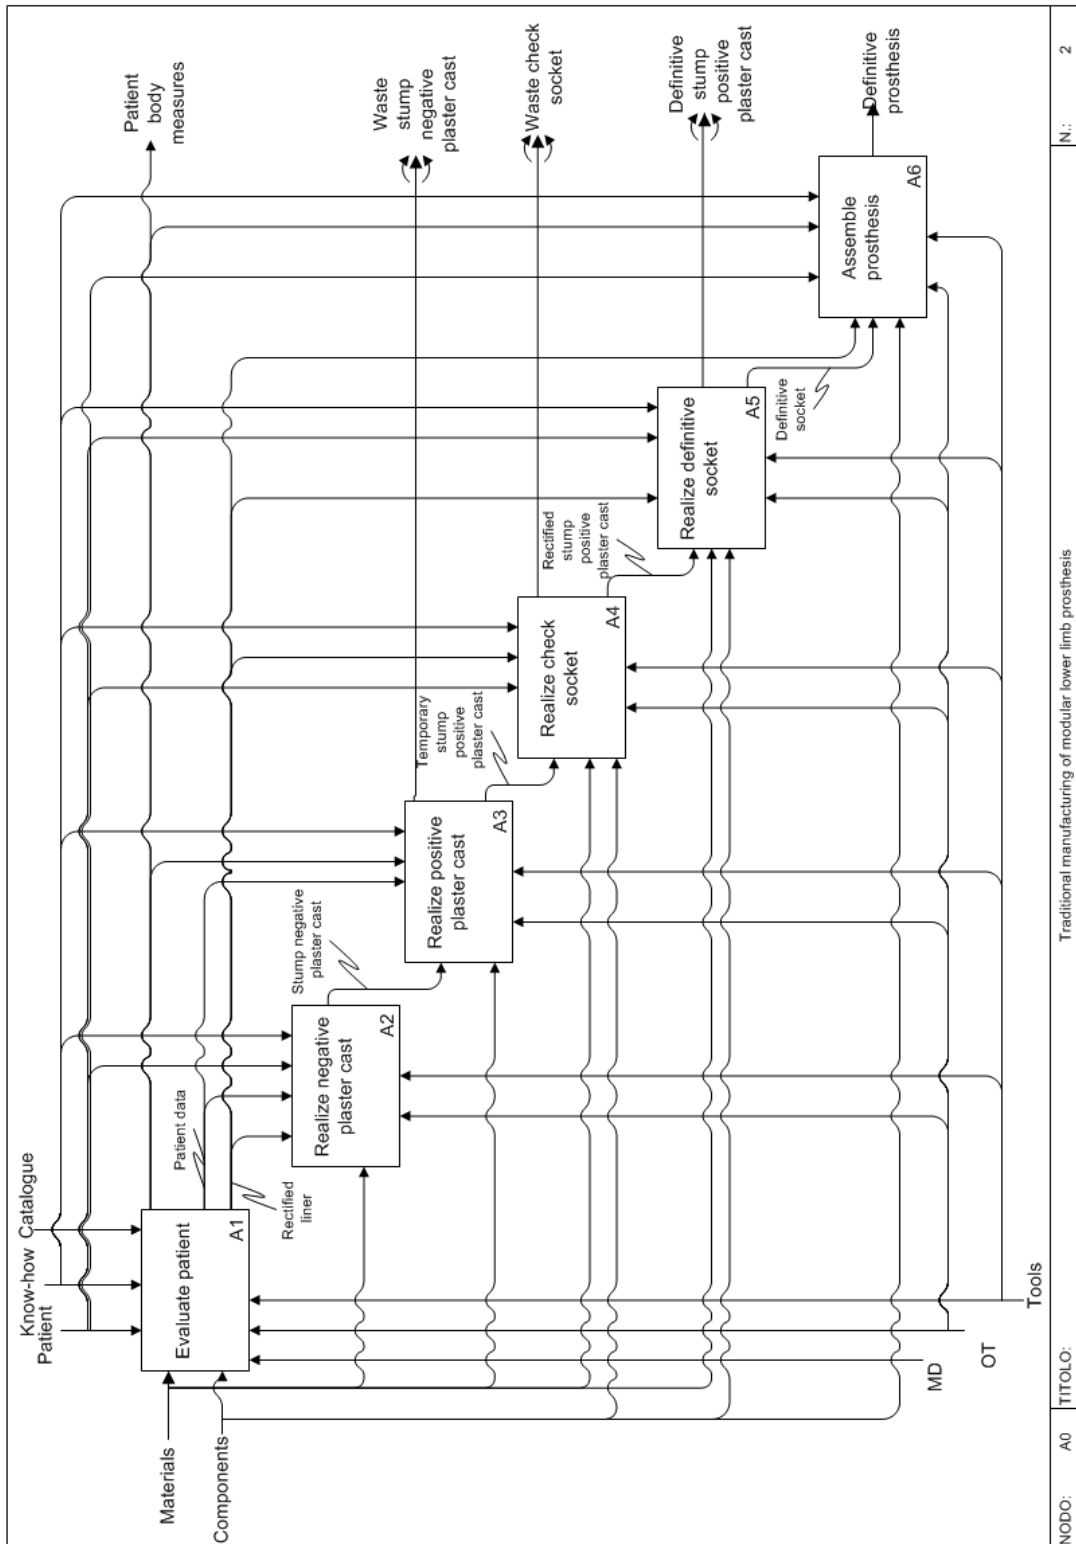 Know-how
Catalogue
Patient
Materials
Components
Evaluate patient
A1
Patient data
Rectified
liner
Realize negative
plaster cast
A2
Stump negative
plaster cast
Realize positive
plaster cast
A3
Temporary
stump
positive
plaster cast
Realize check
socket
A4
Rectified
stump
positive
plaster cast
Realize definitive
socket
A5
Definitive
socket
Assemble
prosthesis
A6
Patient
body
measures
Waste
stump
negative
plaster cast
Waste check
socket
Definitive
stump
positive
plaster cast
Definitive
prosthesis
MD
OT
Tools
NODO: A0
TITOLO: Traditional manufacturing of modular lower limb prosthesis
N.: 2